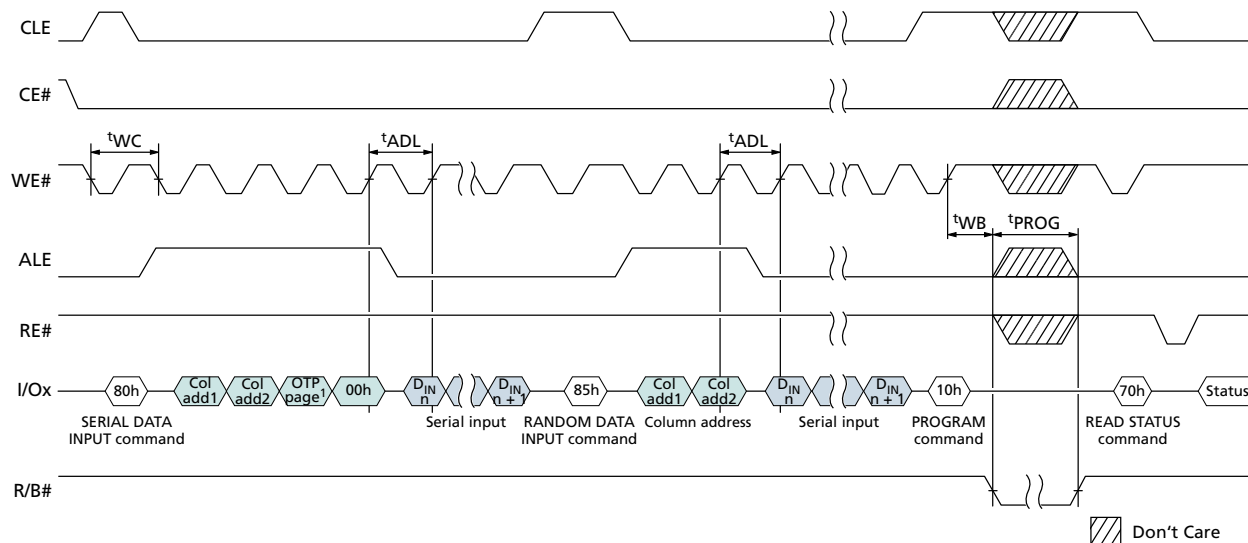 CLE
CE#
tWC
tADL
tADL
WE#
tWB
tPROG
ALE
RE#
I/Ox
80h
Col add1
Col add2
OTP page1
00h
DIN n
DIN n + 1
85h
Col add1
Col add2
DIN n
DIN n + 1
10h
70h
Status
SERIAL DATA
INPUT command
Serial input
RANDOM DATA
INPUT command
Column address
Serial input
PROGRAM
command
READ STATUS
command
R/B#
Don't Care